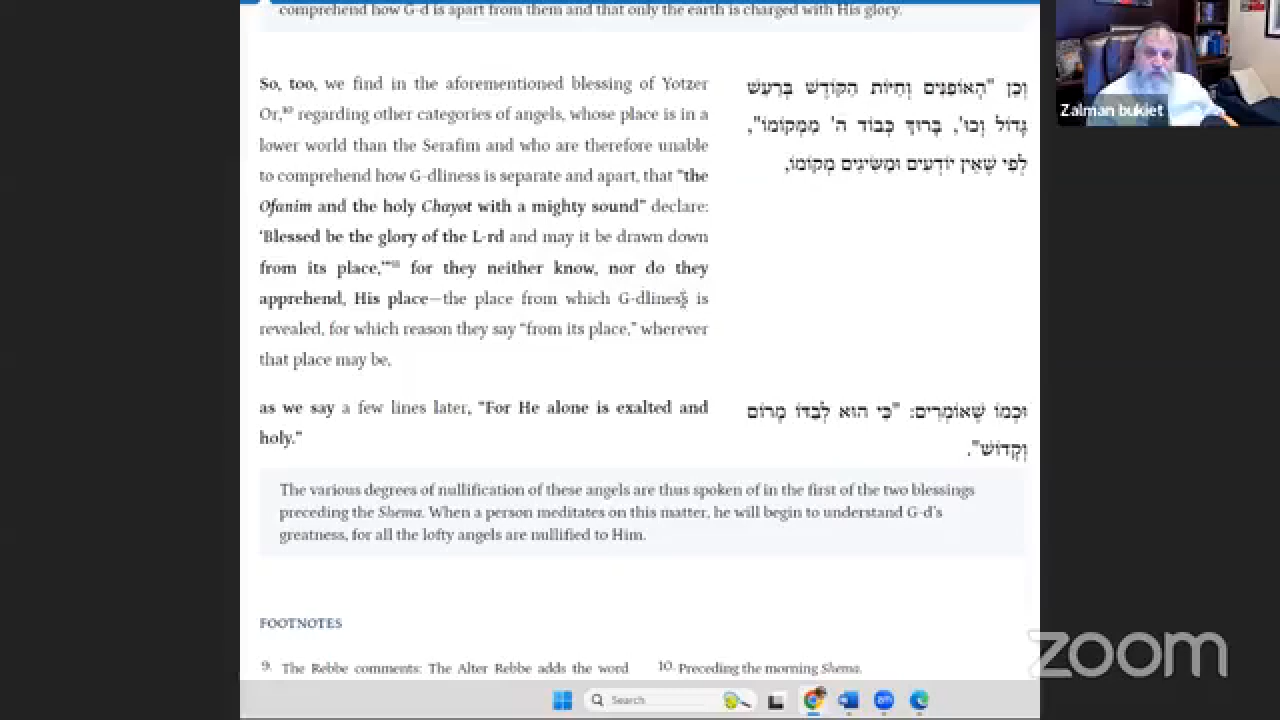 comprehend how G-d is apart from them and that only the earth is charged with His glory.
So, too, we find in the aforementioned blessing of Yotzer
Or,10 regarding other categories of angels, whose place is in a
lower world than the Serafim and who are therefore unable
to comprehend how G-dliness is separate and apart, that "the
Ofanim and the holy Chayot with a mighty sound" declare:
'Blessed be the glory of the L-rd and may it be drawn down
from its place,'"11 for they neither know, nor do they
apprehend, His place—the place from which G-dliness is
revealed, for which reason they say "from its place," wherever
that place may be,
וְכֵן "הָאוֹפַנִּים וְחַיּוֹת הַקּוֹדֶשׁ בְּרַעַשׁ
גָּדוֹל וְכוּ', בָּרוּךְ כְּבוֹד ה' מִמְּקוֹמוֹ",
לְפִי שֶׁאֵין יוֹדְעִים וּמַשִּׂיגִים מְקוֹמוֹ,
as we say a few lines later, "For He alone is exalted and
holy."
וּכְמוֹ שֶׁאוֹמְרִים: "כִּי הוּא לְבַדּוֹ מָרוֹם
וְקָדוֹשׁ".
The various degrees of nullification of these angels are thus spoken of in the first of the two blessings
preceding the Shema. When a person meditates on this matter, he will begin to understand G-d's
greatness, for all the lofty angels are nullified to Him.
FOOTNOTES
9. The Rebbe comments: The Alter Rebbe adds the word
10. Preceding the morning Shema.
Search
Zalman bukiet
zoom